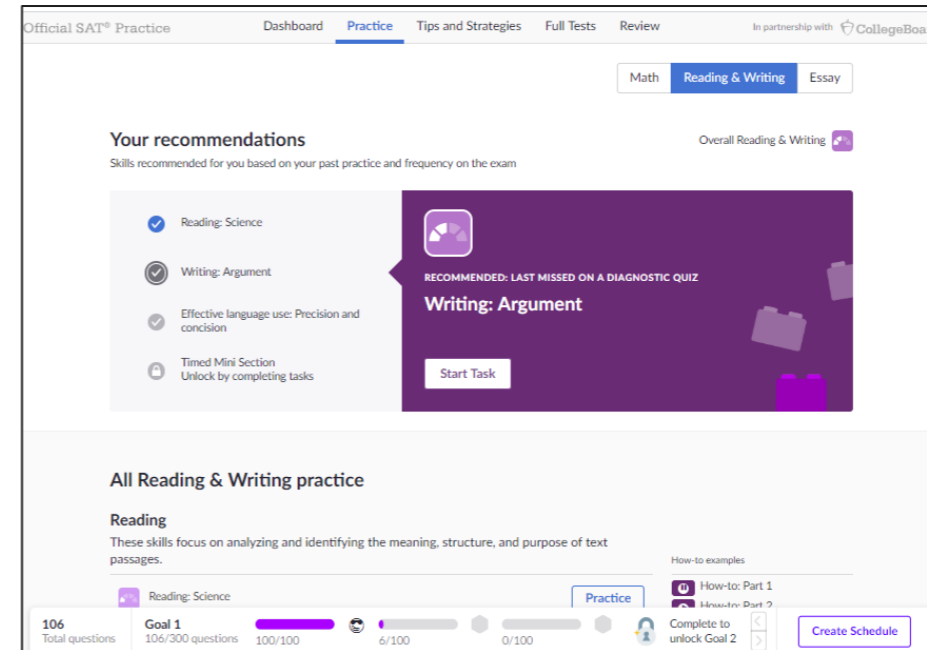 Official SAT® Practice
Dashboard
Practice
Tips and Strategies
Full Tests
Review
In partnership with CollegeBoa
Math
Reading & Writing
Essay
Your recommendations
Overall Reading & Writing
Skills recommended for you based on your past practice and frequency on the exam
Reading: Science
Writing: Argument
Effective language use: Precision and
concision
Timed Mini Section
Unlock by completing tasks
RECOMMENDED: LAST MISSED ON A DIAGNOSTIC QUIZ
Writing: Argument
Start Task
All Reading & Writing practice
Reading
These skills focus on analyzing and identifying the meaning, structure, and purpose of text
passages.
How-to examples
Reading: Science
Practice
How-to: Part 1
How-to: Part 2
106
Total questions
Goal 1
106/300 questions
100/100
6/100
0/100
Complete to
unlock Goal 2
Create Schedule